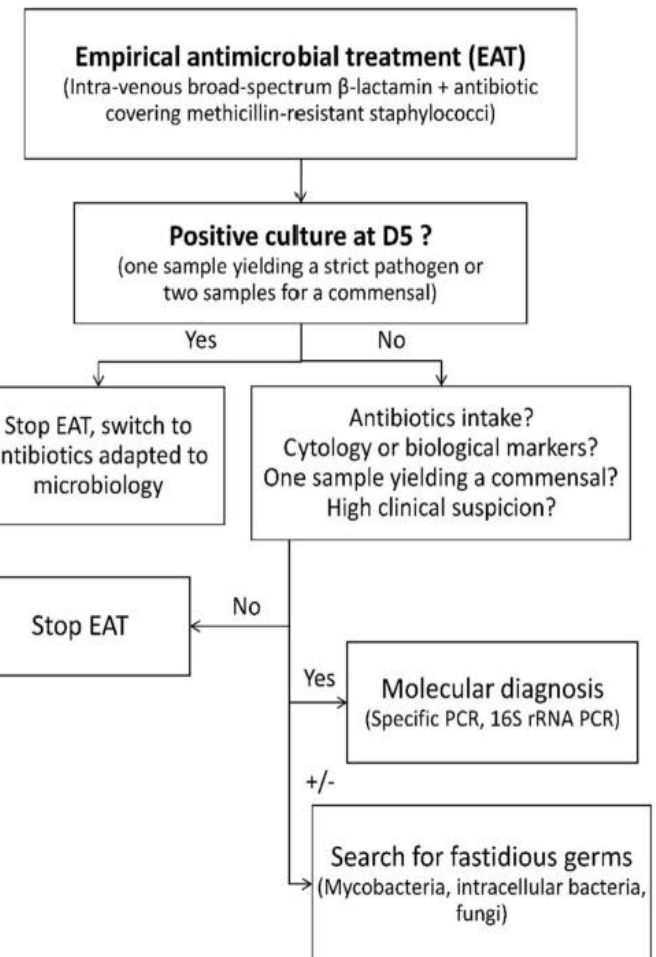 Empirical antimicrobial treatment (EAT)
(Intra-venous broad-spectrum β-lactamin + antibiotic
covering methicillin-resistant staphylococci)
Positive culture at D5 ?
(one sample yielding a strict pathogen or
two samples for a commensal)
Yes
No
Stop EAT, switch to
ntibiotics adapted to
microbiology
Antibiotics intake?
Cytology or biological markers?
One sample yielding a commensal?
High clinical suspicion?
No
Stop EAT
Yes
Molecular diagnosis
(Specific PCR, 16S rRNA PCR)
+/-
Search for fastidious germs
(Mycobacteria, intracellular bacteria,
fungi)